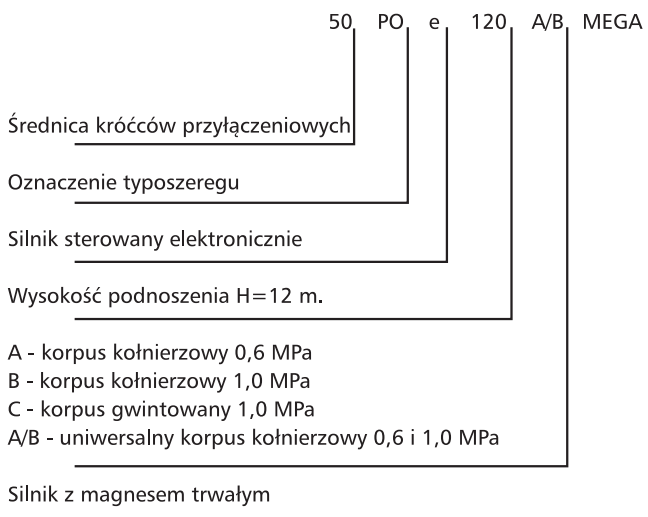 50 PO e 120 A/B MEGA
Średnica króćców przyłączeniowych
Oznaczenie typoszeregu
Silnik sterowany elektronicznie
Wysokość podnoszenia H=12 m.
A - korpus kołnierzowy 0,6 MPa
B - korpus kołnierzowy 1,0 MPa
C - korpus gwintowany 1,0 MPa
A/B - uniwersalny korpus kołnierzowy 0,6 i 1,0 MPa
Silnik z magnesem trwałym